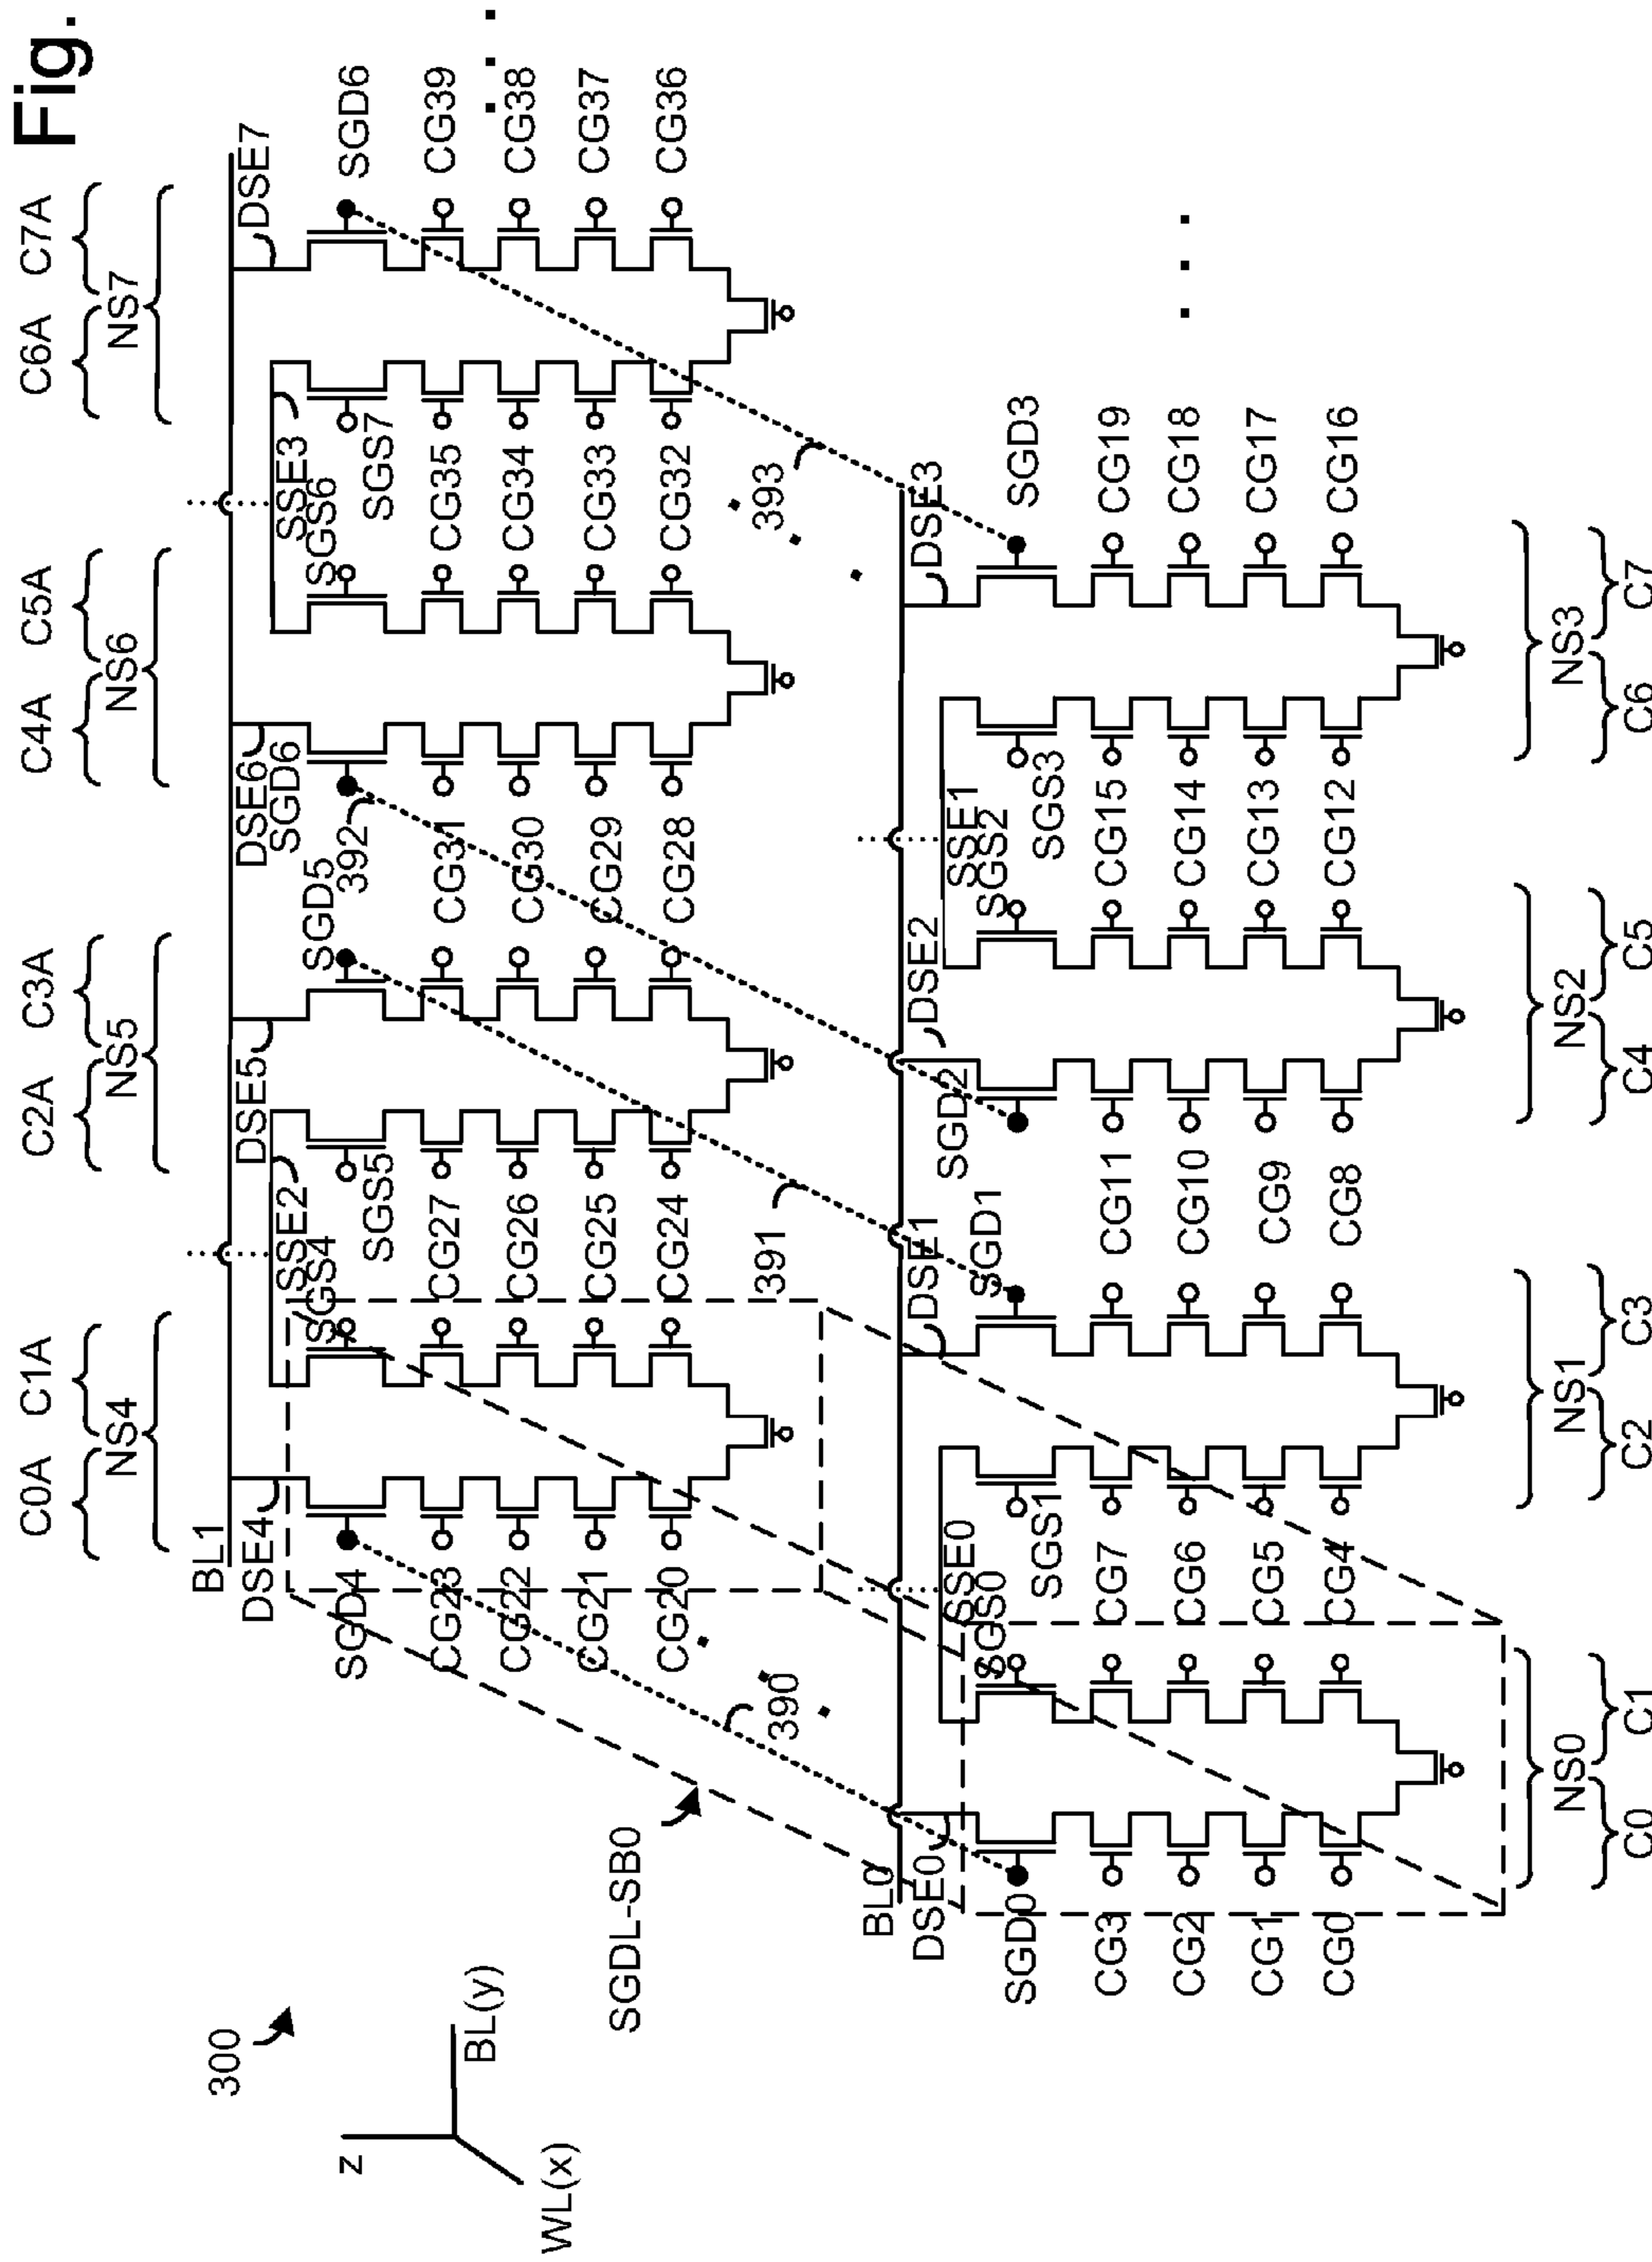 Fig.
300
z
BL(y)
WL(x)
SGDL-SB0
C0A C1A C2A C3A C4A C5A C6A C7A
NS4 NS5 NS6 NS7
BL1
DSE4 DSE5 DSE6 DSE7
SSE2 SSE3
SGD4 SGS4 SGS5 SGD5 SGD6 SGS6 SGS7 SGD6
392
CG23 CG27 CG31 CG35 CG39
CG22 CG26 CG30 CG34 CG38
CG21 CG25 CG29 CG33 CG37
CG20 CG24 CG28 CG32 CG36
390 391 393
BL0
DSE0 DSE1 DSE2 DSE3
SSE0 SSE1
SGD0 SGS0 SGS1 SGD1 SGD2 SGS2 SGS3 SGD3
CG3 CG7 CG11 CG15 CG19
CG2 CG6 CG10 CG14 CG18
CG1 CG5 CG9 CG13 CG17
CG0 CG4 CG8 CG12 CG16
NS0 NS1 NS2 NS3
C0 C1 C2 C3 C4 C5 C6 C7